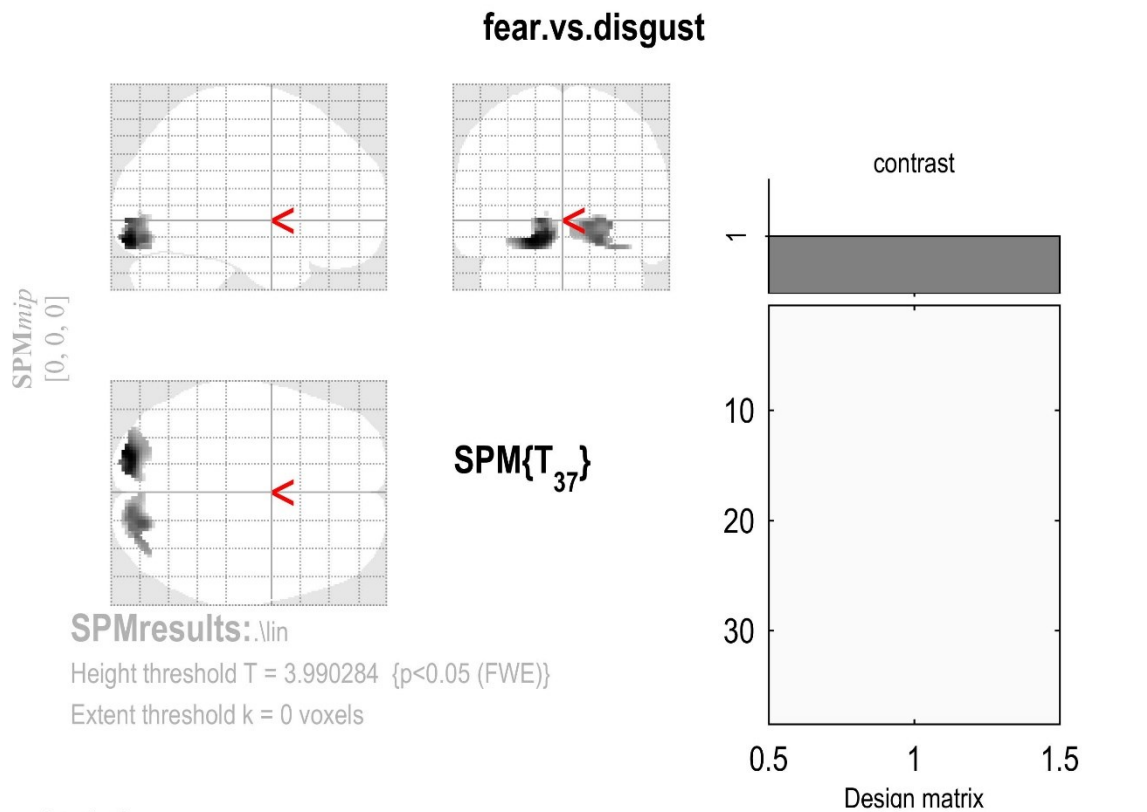 fear.vs.disgust
<
<
contrast
1
SPMmip
[0, 0, 0]
<
SPM{T37}
10
20
30
SPMresults: .\lin
Height threshold T = 3.990284 {p<0.05 (FWE)}
Extent threshold k = 0 voxels
0.5 1 1.5
Design matrix